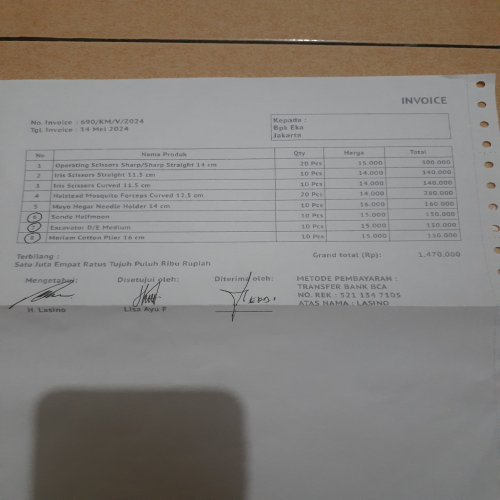 INVOICE
No. Invoice : 690/KM/V/2024
Tgl. Invoice : 14 Mei 2024
Kepada :
Bpk Eka
Jakarta
No Nama Produk Qty Harga Total
1 Operating Scissors Sharp/Sharp Straight 14 cm 20 Pcs 15.000 300.000
2 Iris Scissors Straight 11.5 cm 10 Pcs 14.000 140.000
3 Iris Scissors Curved 11.5 cm 10 Pcs 14.000 140.000
4 Halstead Mosquito Forceps Curved 12.5 cm 20 Pcs 14.000 280.000
5 Mayo Hegar Needle Holder 14 cm 10 Pcs 16.000 160.000
6 Sonde Halfmoon 10 Pcs 15.000 150.000
7 Excavator D/E Medium 10 Pcs 15.000 150.000
8 Meriam Cotton Plier 16 cm 10 Pcs 15.000 150.000
Terbilang :
Satu Juta Empat Ratus Tujuh Puluh Ribu Rupiah
Grand total (Rp): 1.470.000
Mengetahui Disetujui oleh: Diterima oleh:
H Lasino Lisa Ayu P
METODE PEMBAYARAN :
TRANSFER BANK BCA
NO. REK : 521 134 7105
ATAS NAMA : LASINO